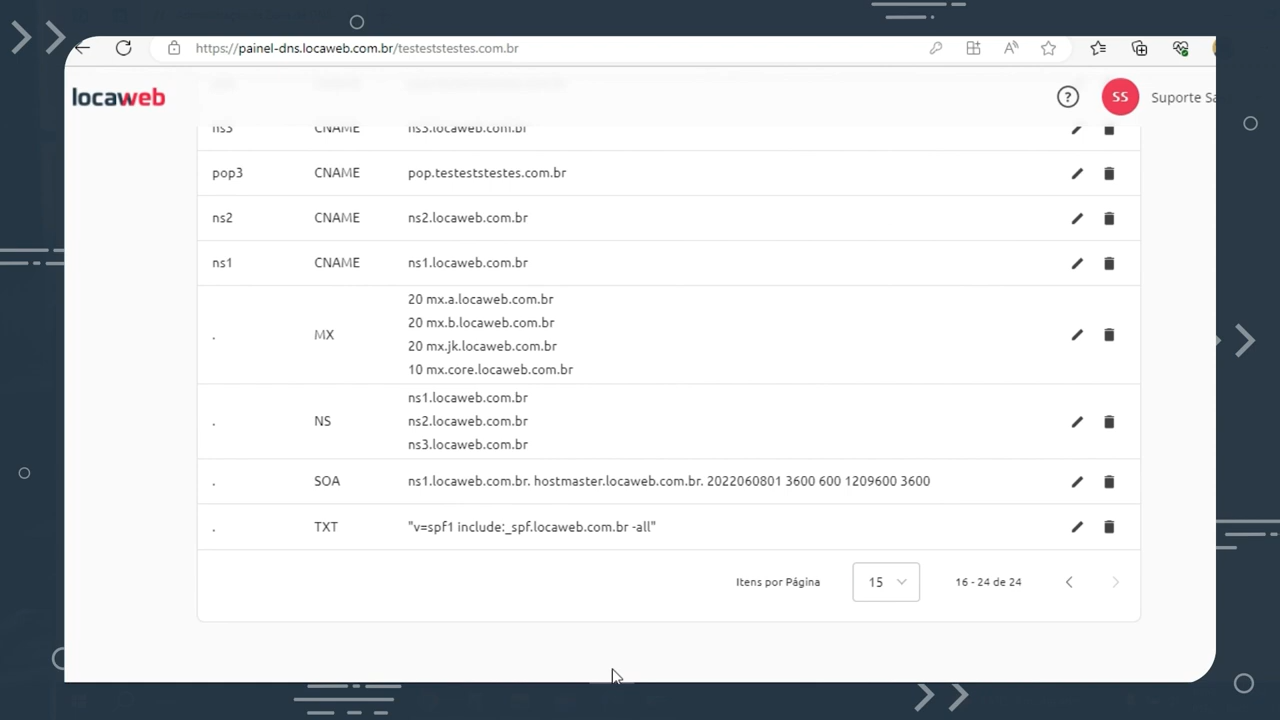 https://painel-dns.locaweb.com.br/testeststestes.com.br
locaweb
? SS Suporte
ns3 CNAME ns3.locaweb.com.br
pop3 CNAME pop.testeststestes.com.br
ns2 CNAME ns2.locaweb.com.br
ns1 CNAME ns1.locaweb.com.br
20 mx.a.locaweb.com.br
20 mx.b.locaweb.com.br
. MX
20 mx.jk.locaweb.com.br
10 mx.core.locaweb.com.br
ns1.locaweb.com.br
. NS ns2.locaweb.com.br
ns3.locaweb.com.br
. SOA ns1.locaweb.com.br. hostmaster.locaweb.com.br. 2022060801 3600 600 1209600 3600
. TXT "v=spf1 include:_spf.locaweb.com.br -all"
Itens por Página 15 16 - 24 de 24